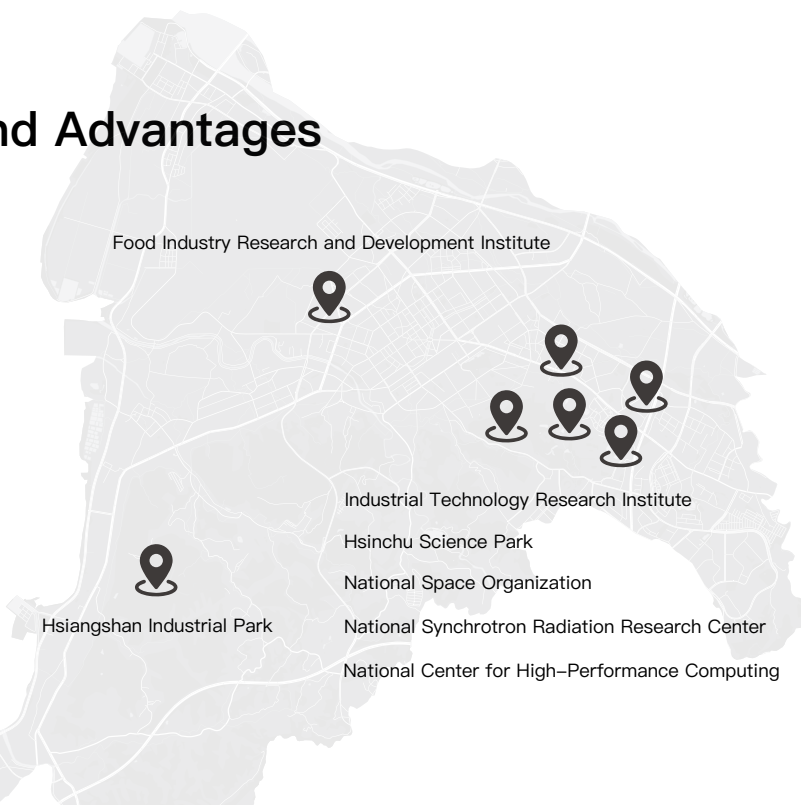 nd Advantages
Food Industry Research and Development Institute
Industrial Technology Research Institute
Hsinchu Science Park
National Space Organization
Hsiangshan Industrial Park
National Synchrotron Radiation Research Center
National Center for High–Performance Computing